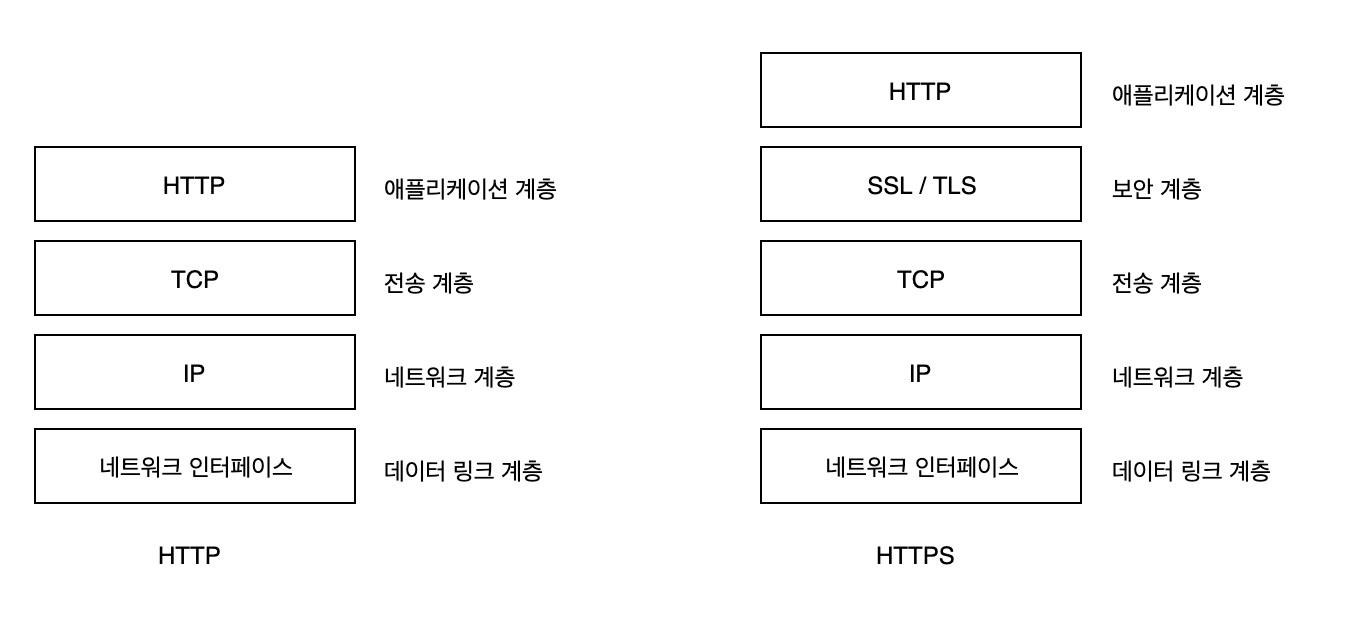 HTTP
애플리케이션 계층
TCP
전송 계층
IP
네트워크 계층
네트워크 인터페이스
데이터 링크 계층
HTTP
HTTP
애플리케이션 계층
SSL / TLS
보안 계층
TCP
전송 계층
IP
네트워크 계층
네트워크 인터페이스
데이터 링크 계층
HTTPS